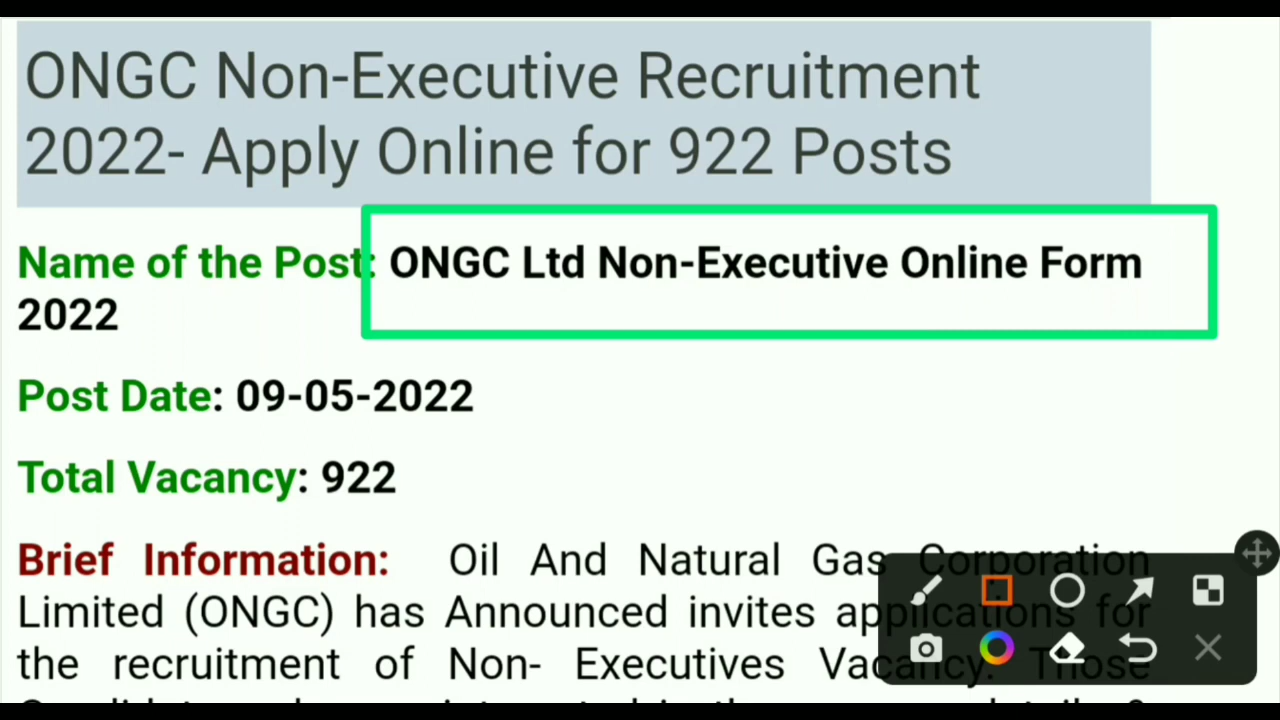 ONGC Non-Executive Recruitment
2022- Apply Online for 922 Posts
Name of the Post: ONGC Ltd Non-Executive Online Form
2022
Post Date: 09-05-2022
Total Vacancy: 922
Brief Information: Oil And Natural Gas Corporation
Limited (ONGC) has Announced invites applications for
the recruitment of Non- Executives Vacancy. Those